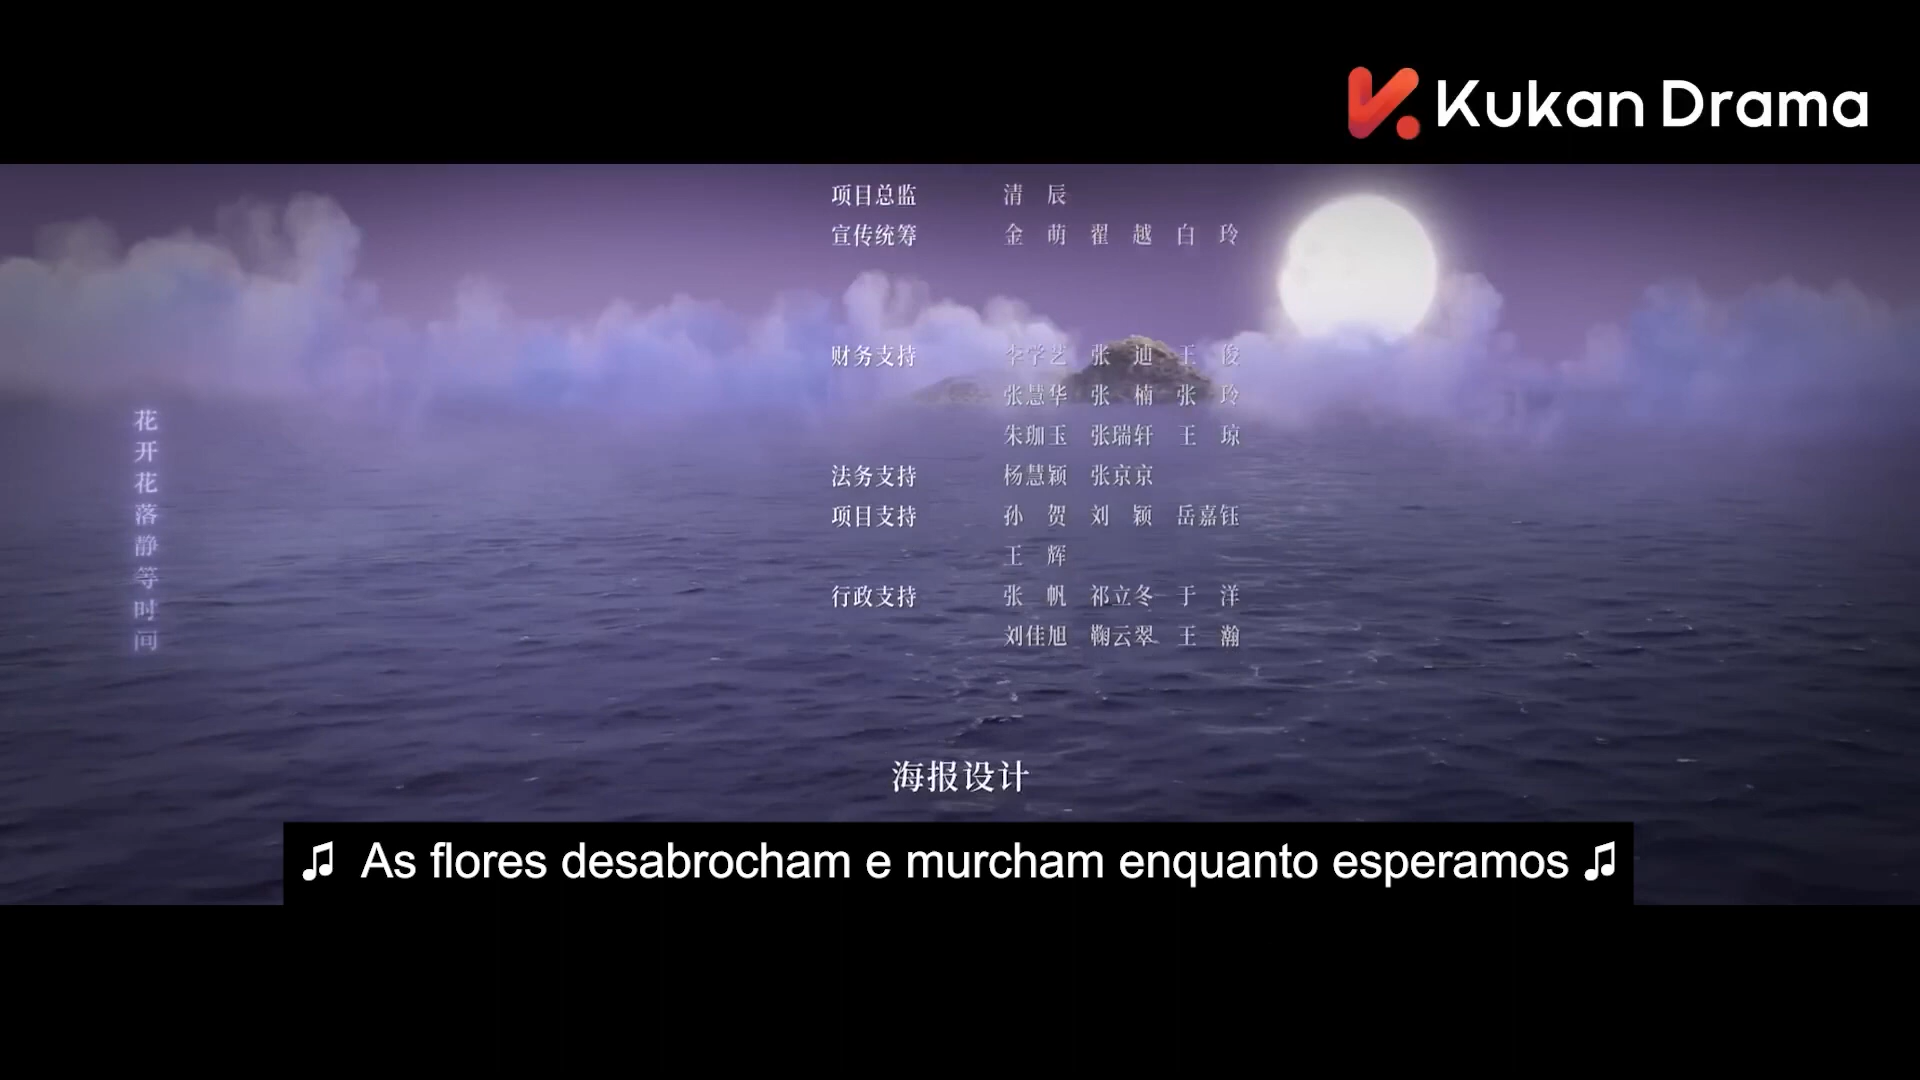 Kukan Drama
项目总监 清 辰
宣传统筹 金 萌 翟 越 白 玲
财务支持 李学艺 张 迪 王 俊
张慧华 张 楠 张 玲
朱珈玉 张瑞轩 王 琼
法务支持 杨慧颖 张京京
项目支持 孙 贺 刘 颖 岳嘉钰
王 辉
行政支持 张 帆 祁立冬 于 洋
刘佳旭 鞠云翠 王 瀚
花开花落静等时间
海报设计
♫ As flores desabrocham e murcham enquanto esperamos ♫